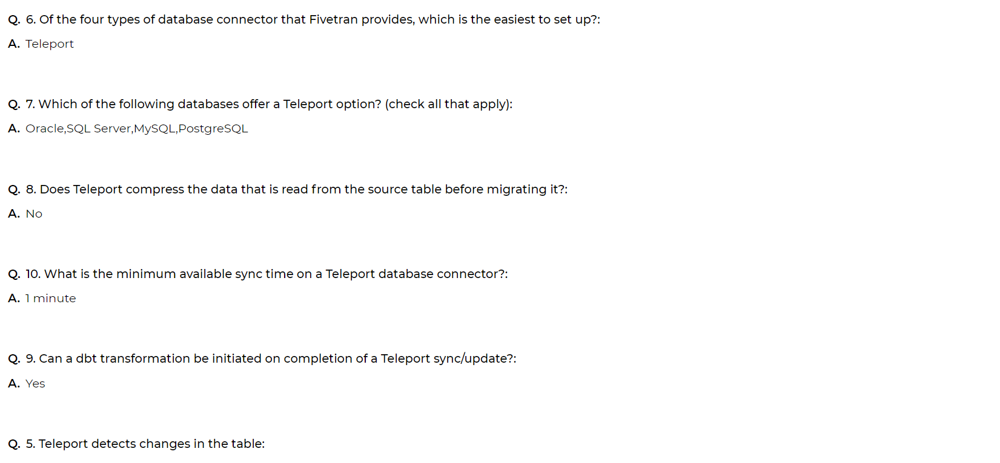 Q. 6. Of the four types of database connector that Fivetran provides, which is the easiest to set up?:
A. Teleport
Q. 7. Which of the following databases offer a Teleport option? (check all that apply):
A. Oracle,SQL Server,MySQL,PostgreSQL
Q. 8. Does Teleport compress the data that is read from the source table before migrating it?:
A. No
Q. 10. What is the minimum available sync time on a Teleport database connector?:
A. 1 minute
Q. 9. Can a dbt transformation be initiated on completion of a Teleport sync/update?:
A. Yes
Q. 5. Teleport detects changes in the table: